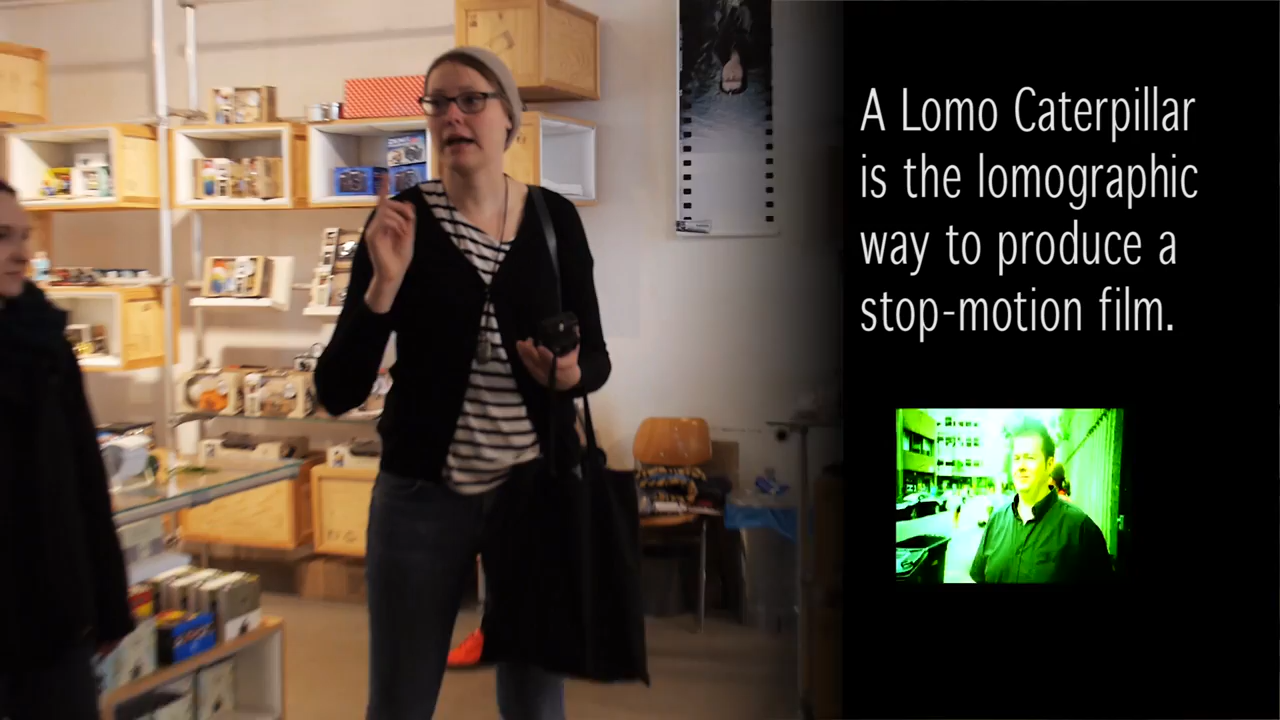 A Lomo Caterpillar
is the lomographic
way to produce a
stop-motion film.